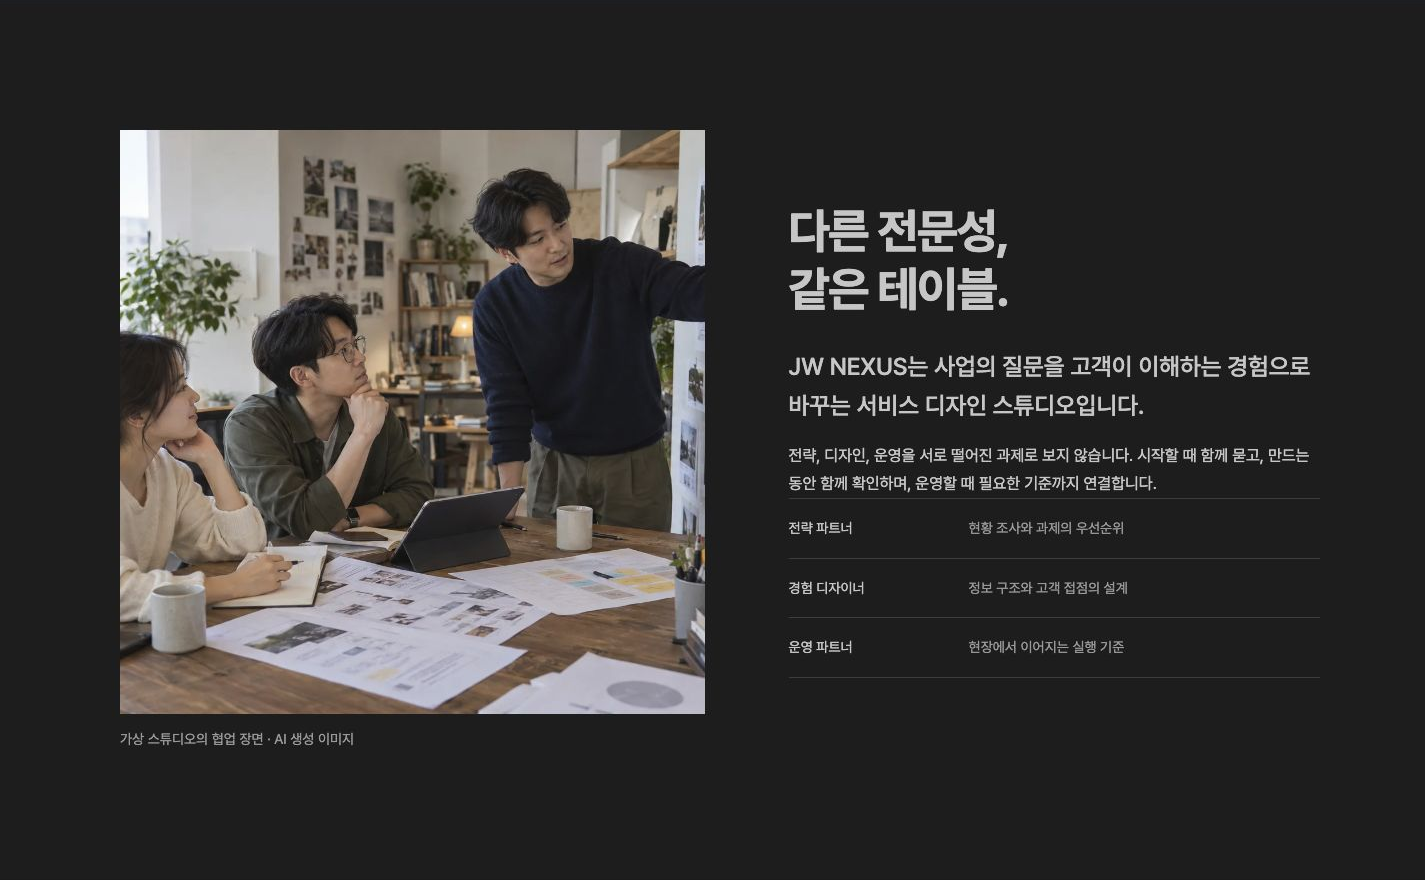 다른 전문성,
같은 테이블.
JW NEXUS는 사업의 질문을 고객이 이해하는 경험으로
바꾸는 서비스 디자인 스튜디오입니다.
전략, 디자인, 운영을 서로 떨어진 과제로 보지 않습니다. 시작할 때 함께 묻고, 만드는
동안 함께 확인하며, 운영할 때 필요한 기준까지 연결합니다.
전략 파트너 현황 조사와 과제의 우선순위
경험 디자이너 정보 구조와 고객 접점의 설계
운영 파트너 현장에서 이어지는 실행 기준
가상 스튜디오의 협업 장면 · AI 생성 이미지